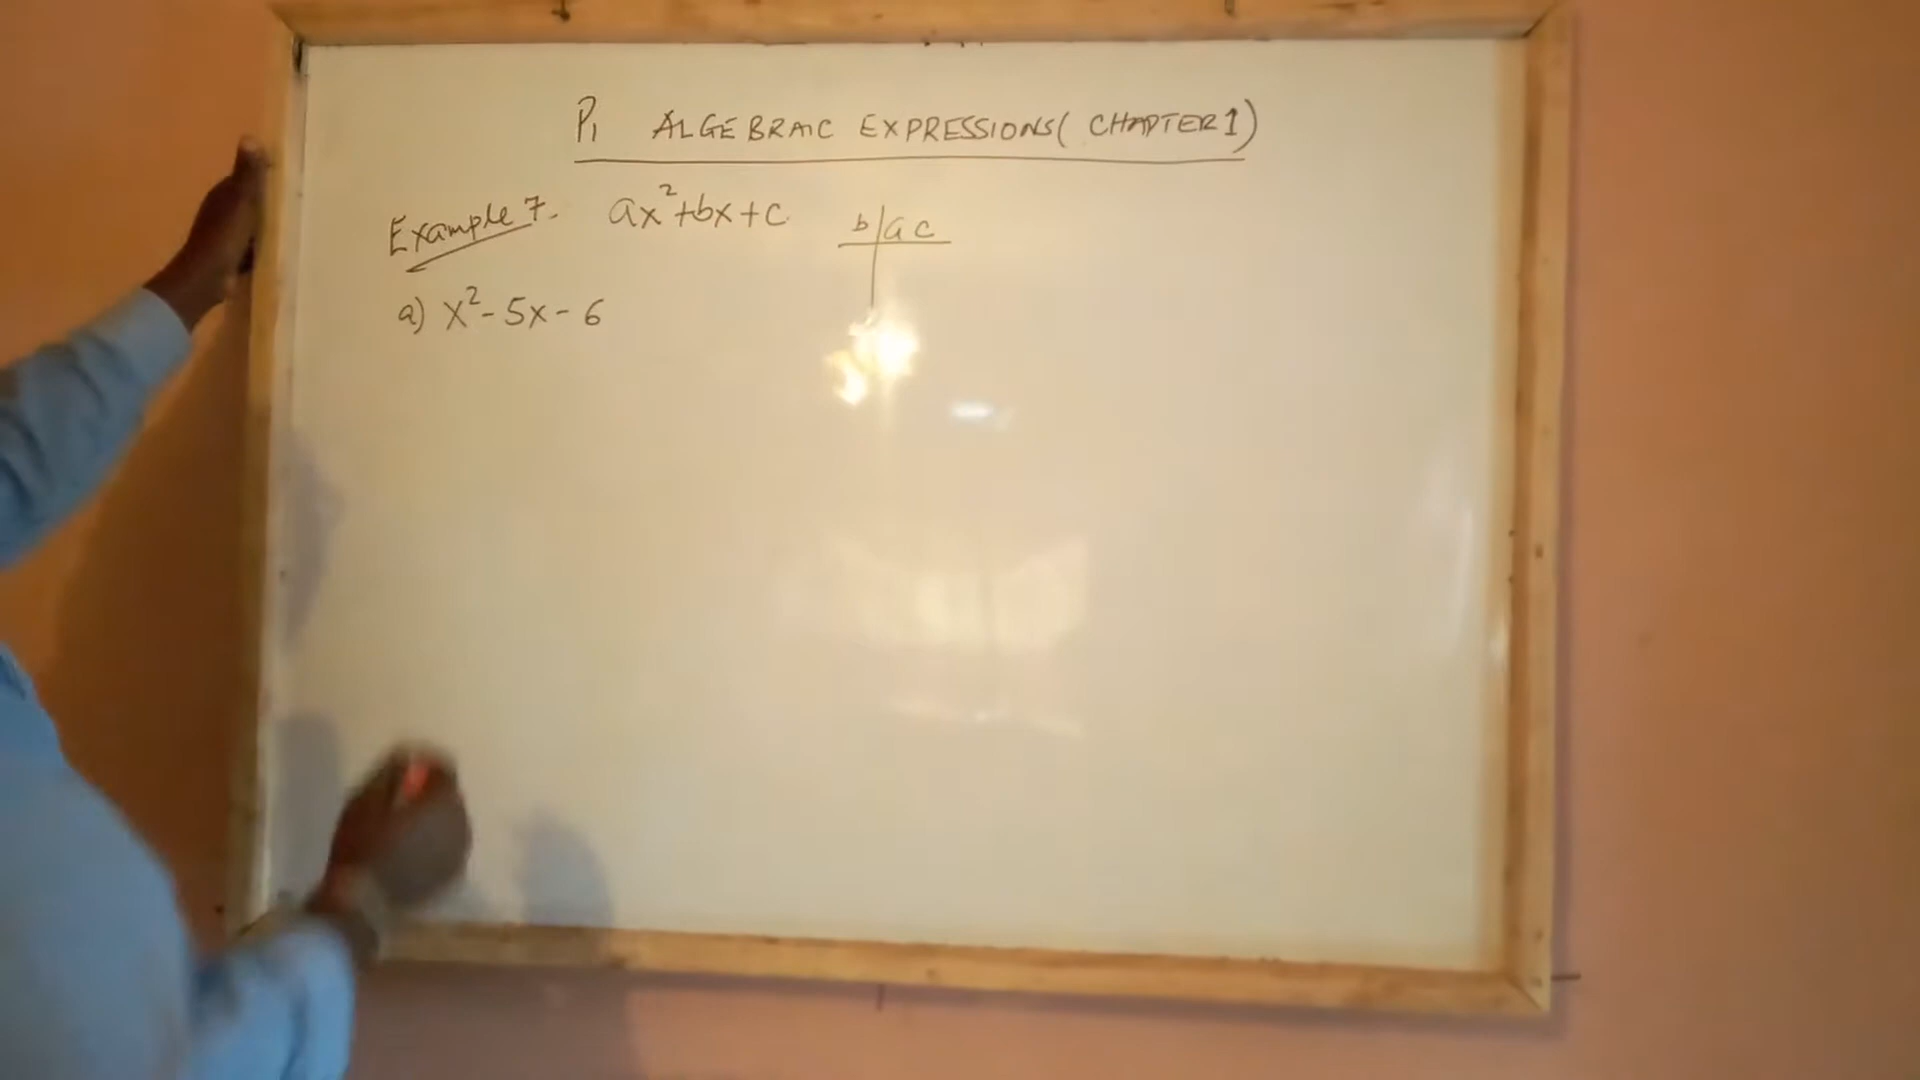 P₁ ALGEBRAIC EXPRESSIONS( CHAPTER 1)
Example 7. ax²+bx+c b|ac
a) x²-5x-6